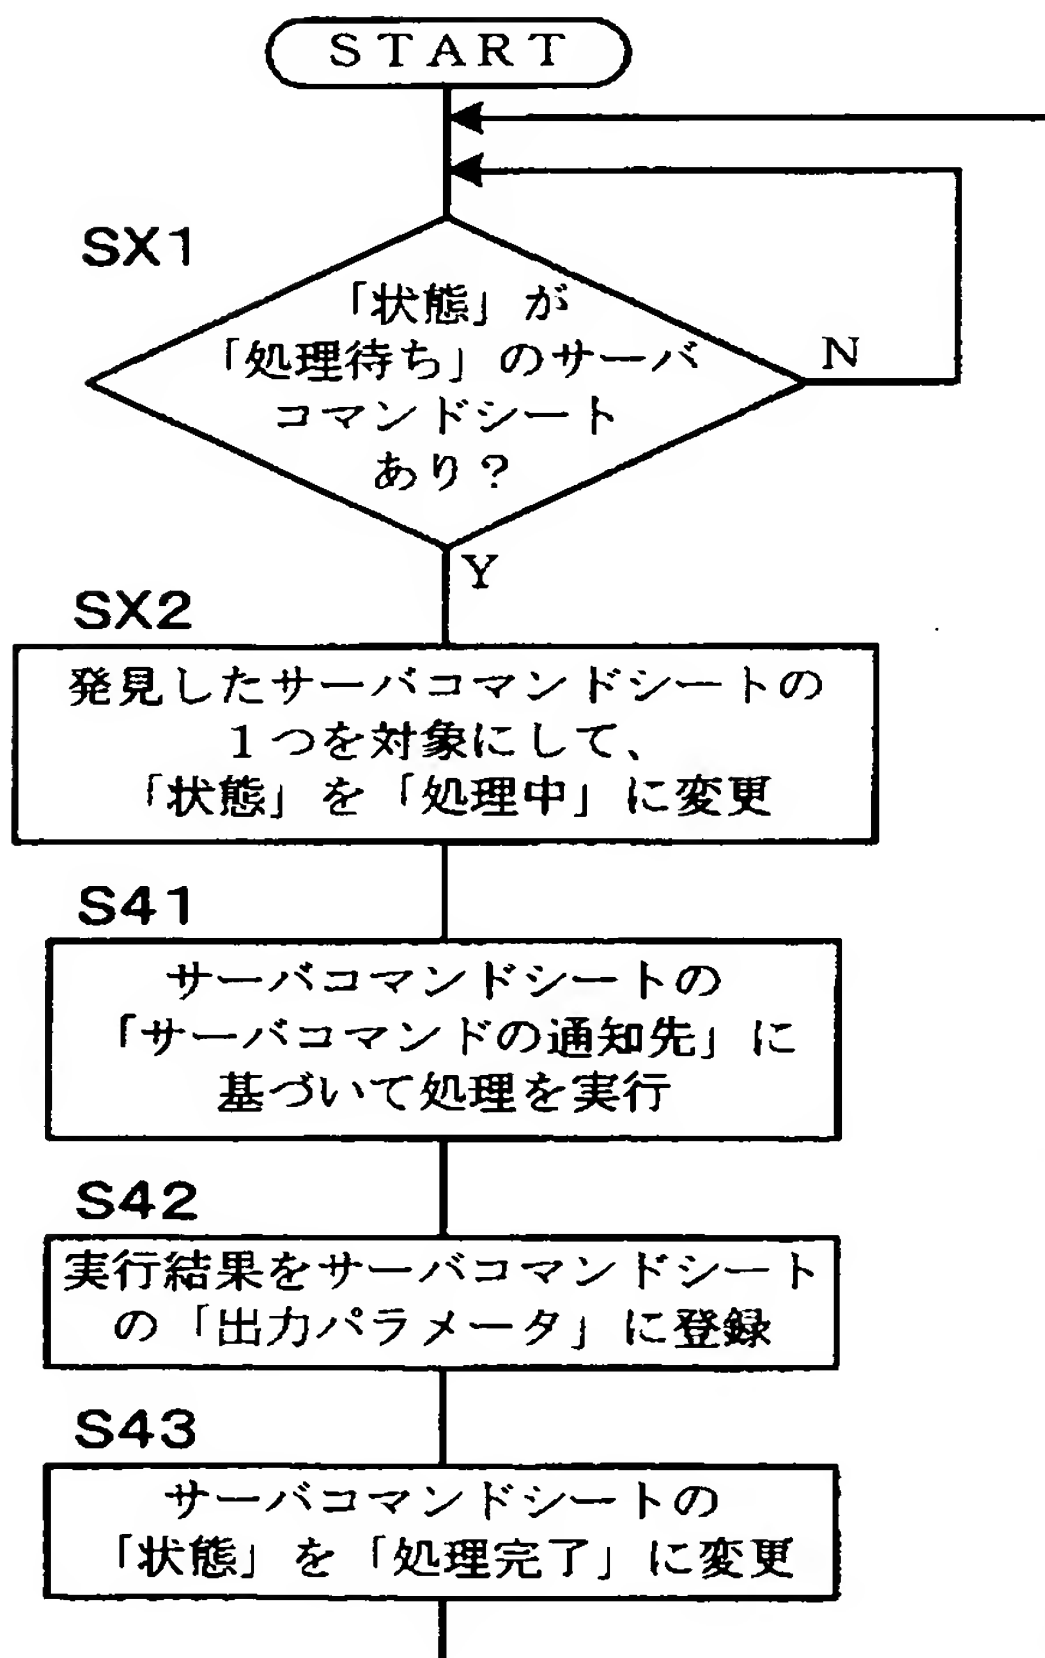 START
SX1
「状態」が
「処理待ち」のサーバ
コマンドシート
あり?
N
Y
SX2
発見したサーバコマンドシートの
1つを対象にして、
「状態」を「処理中」に変更
S41
サーバコマンドシートの
「サーバコマンドの通知先」に
基づいて処理を実行
S42
実行結果をサーバコマンドシート
の「出力パラメータ」に登録
S43
サーバコマンドシートの
「状態」を「処理完了」に変更